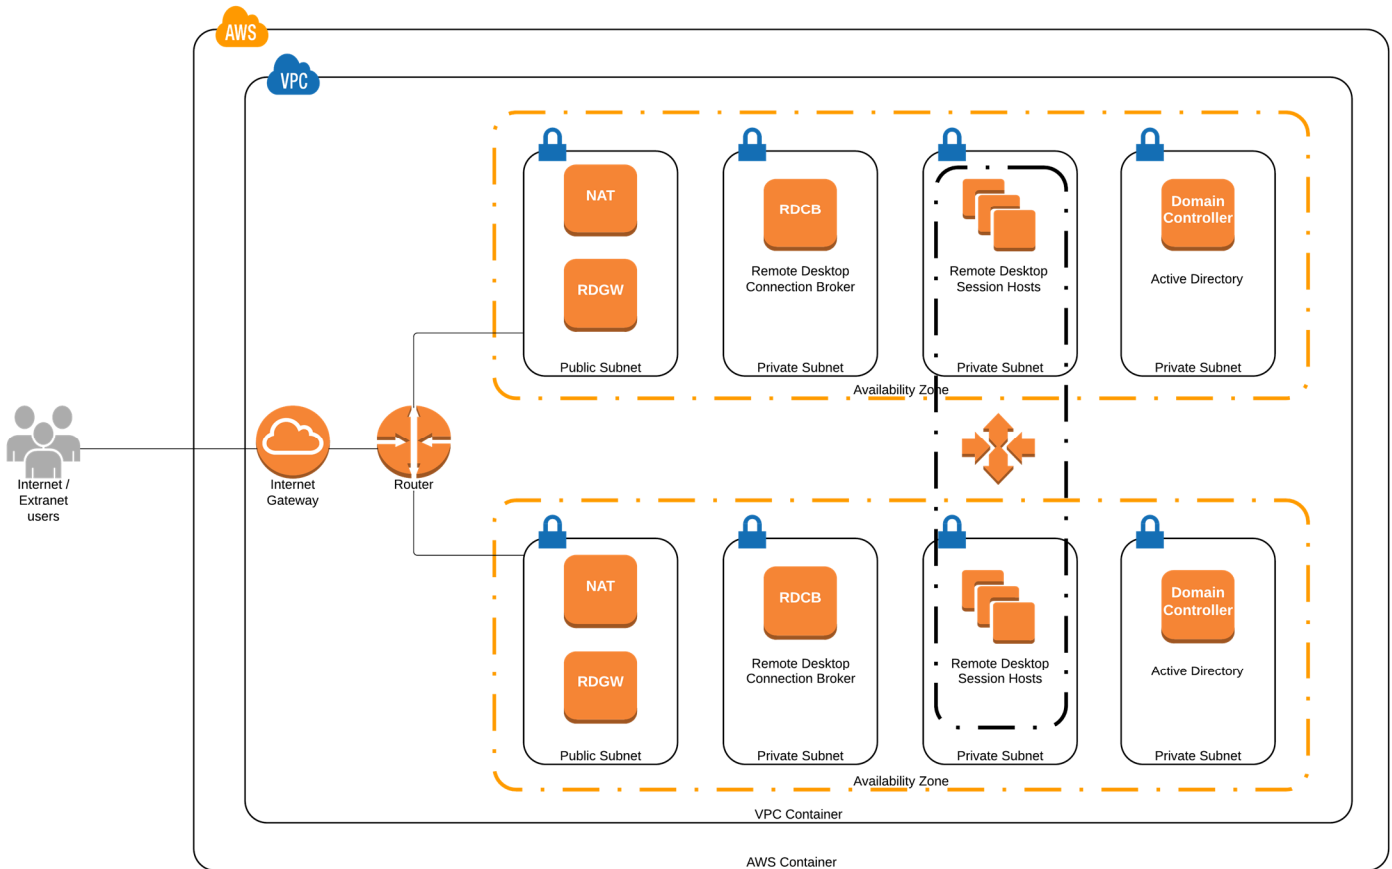 AWS
VPC
NAT
RDGW
Public Subnet
RDCB
Remote Desktop
Connection Broker
Private Subnet
Remote Desktop
Session Hosts
Private Subnet
Domain
Controller
Active Directory
Private Subnet
Availability Zone
Internet /
Extranet
users
Internet
Gateway
Router
NAT
RDGW
Public Subnet
RDCB
Remote Desktop
Connection Broker
Private Subnet
Remote Desktop
Session Hosts
Private Subnet
Domain
Controller
Active Directory
Private Subnet
Availability Zone
VPC Container
AWS Container